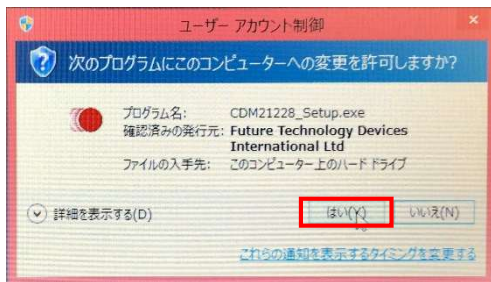 ユーザー アカウント制御
次のプログラムにこのコンピューターへの変更を許可しますか?
プログラム名: CDM21228_Setup.exe
確認済みの発行元: Future Technology Devices
International Ltd
ファイルの入手先: このコンピューター上のハード ドライブ
詳細を表示する(D)
はい(Y) いいえ(N)
これらの通知を表示するタイミングを変更する